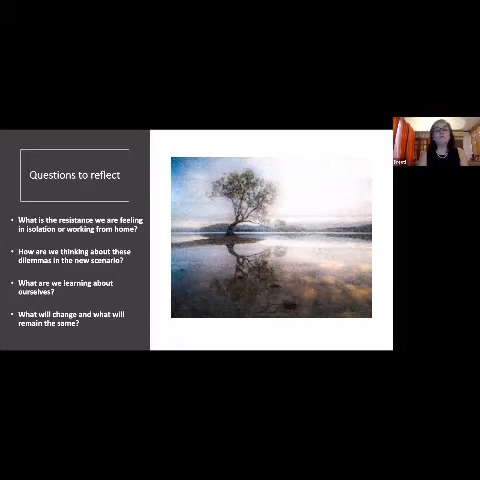 Questions to reflect
• What is the resistance we are feeling
in isolation or working from home?
• How are we thinking about these
dilemmas in the new scenario?
• What are we learning about
ourselves?
• What will change and what will
remain the same?